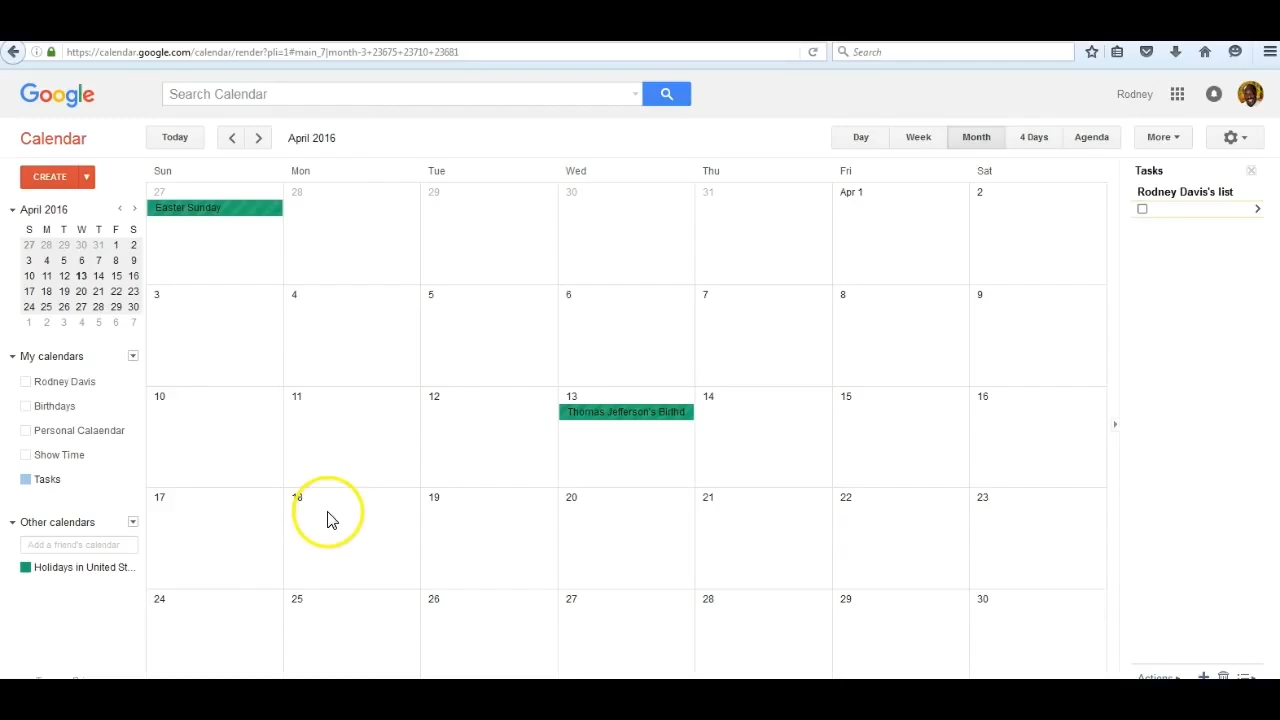 https://calendar.google.com/calendar/render?pli=1#main_7|month-3+23675+23710+23681
Search
Google
Search Calendar
Rodney
Calendar
Today
April 2016
Day Week Month 4 Days Agenda
More
CREATE
Sun Mon Tue Wed Thu Fri Sat
Tasks
27 28 29 30 31 Apr 1 2
Rodney Davis's list
Easter Sunday
April 2016
S M T W T F S
27 28 29 30 31 1 2
3 4 5 6 7 8 9
10 11 12 13 14 15 16
17 18 19 20 21 22 23
24 25 26 27 28 29 30
1 2 3 4 5 6 7
3 4 5 6 7 8 9
My calendars
Rodney Davis
Birthdays
Personal Calaendar
Show Time
Tasks
10 11 12 13 14 15 16
Thomas Jefferson's Birthd
17 18 19 20 21 22 23
Other calendars
Add a friend's calendar
Holidays in United St...
24 25 26 27 28 29 30
Actions